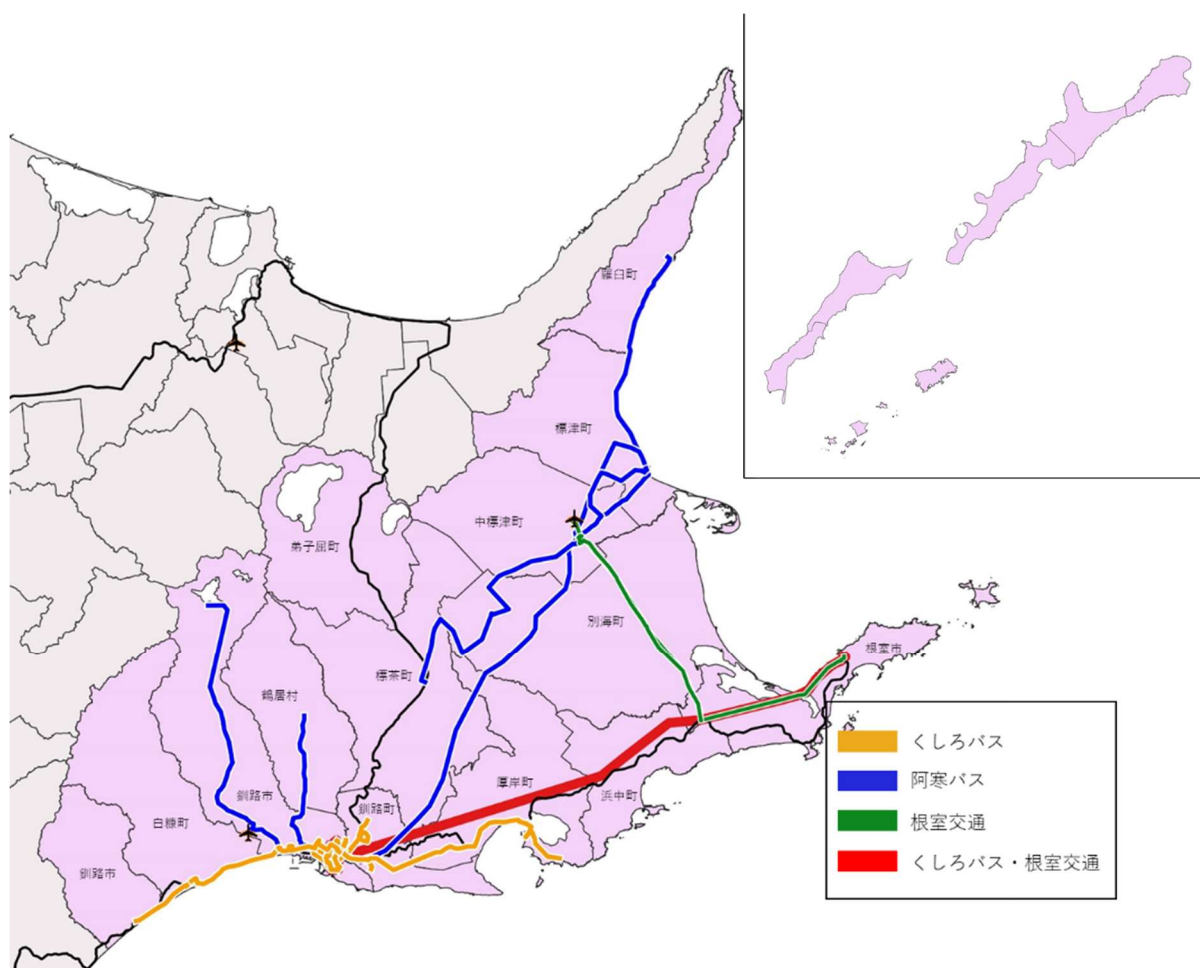 羅臼町
標津町
中標津町
弟子屈町
別海町
根室市
標茶町
鶴居村
厚岸町
浜中町
釧路市
釧路町
白糠町
釧路市
くしろバス
阿寒バス
根室交通
くしろバス・根室交通